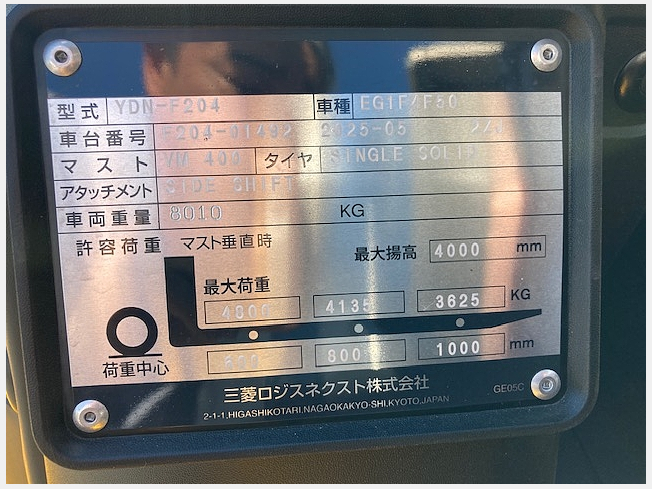 型式 YDN-F204 車種 EGIF/F50
車台番号 F204-01492 2025-05
マスト VM 400 タイヤ SINGLE SOLID
アタッチメント SIDE SHIFT
車両重量 8010 KG
許容荷重 マスト垂直時 最大揚高 4000 mm
最大荷重
4800 4135 3625 KG
600 800 1000 mm
荷重中心
三菱ロジスネクスト株式会社 GE05C
2-1-1,HIGASHIKOTARI,NAGAOKAKYO-SHI,KYOTO,JAPAN